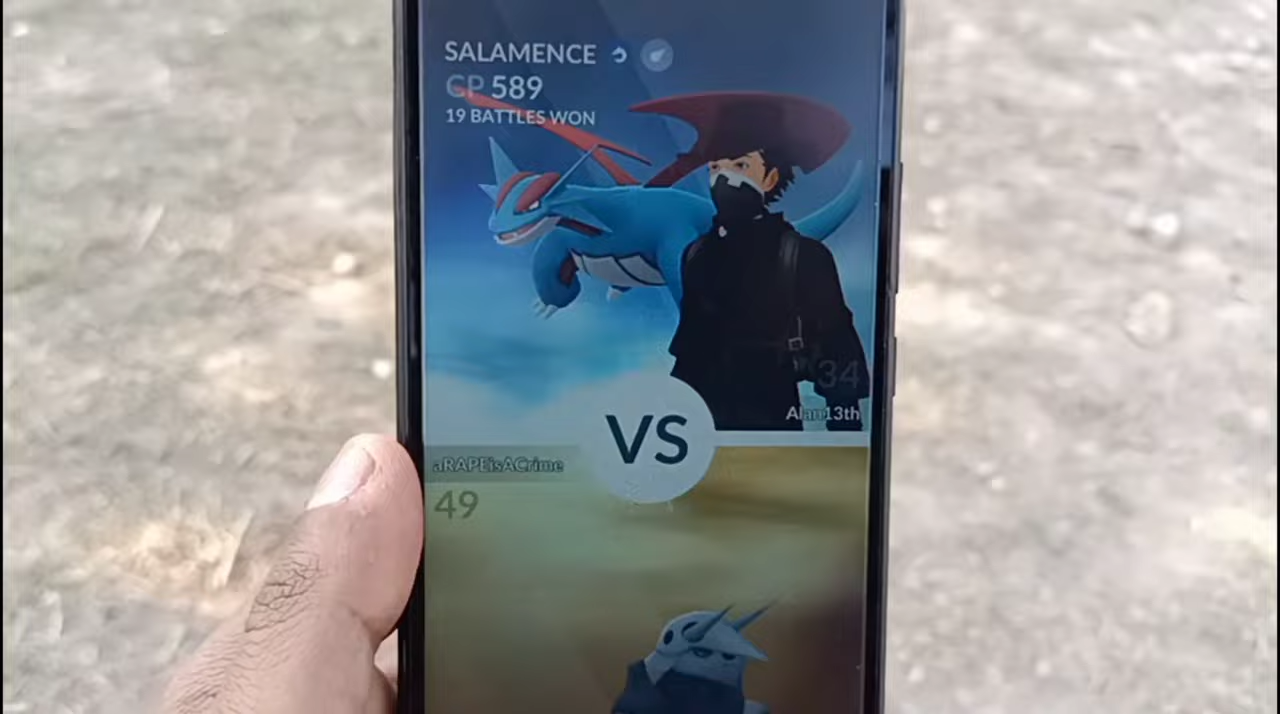 SALAMENCE
CP 589
19 BATTLES WON
34
Alan13th
VS
aRAPEisACrime
49